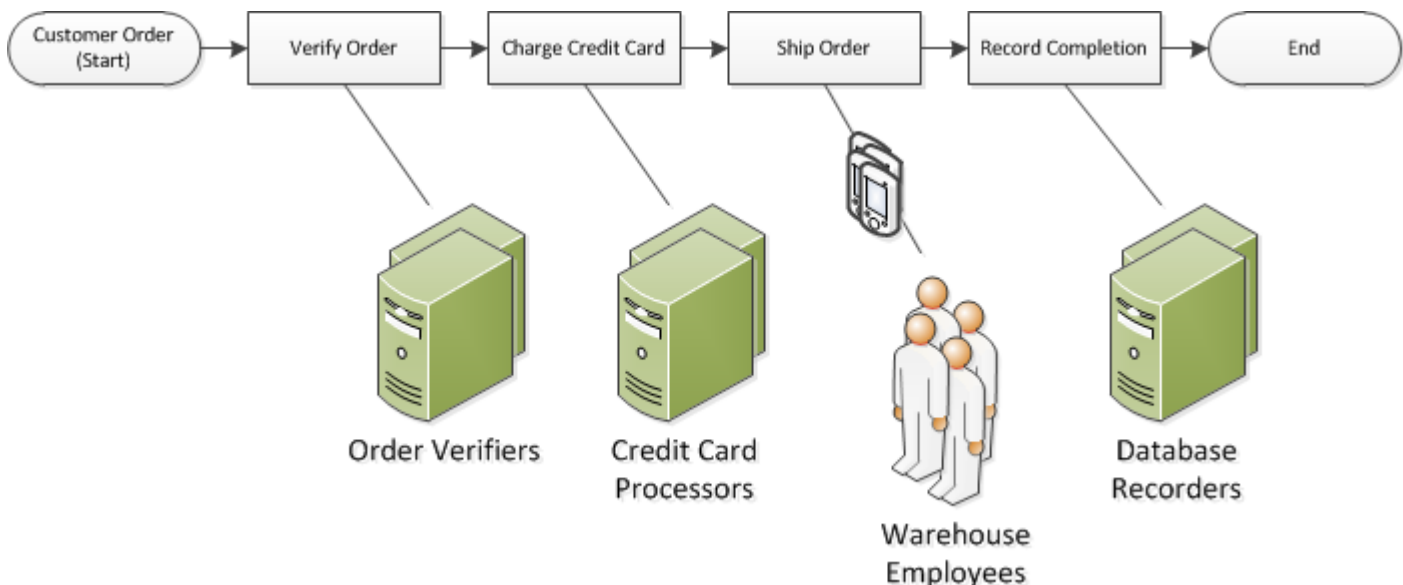 Customer Order
(Start)
Verify Order
Charge Credit Card
Ship Order
Record Completion
End
Order Verifiers
Credit Card
Processors
Warehouse
Employees
Database
Recorders